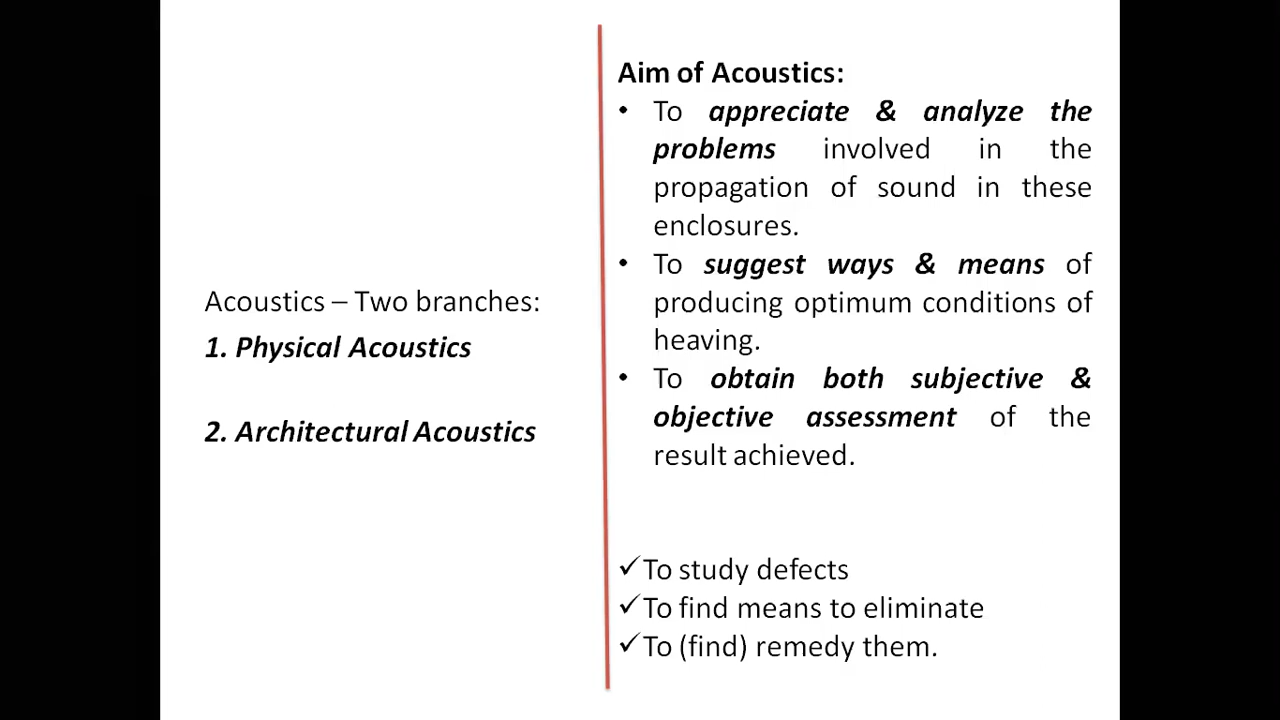 Acoustics – Two branches:
1. Physical Acoustics
2. Architectural Acoustics
Aim of Acoustics:
• To appreciate & analyze the
problems involved in the
propagation of sound in these
enclosures.
• To suggest ways & means of
producing optimum conditions of
heaving.
• To obtain both subjective &
objective assessment of the
result achieved.
✓To study defects
✓To find means to eliminate
✓To (find) remedy them.